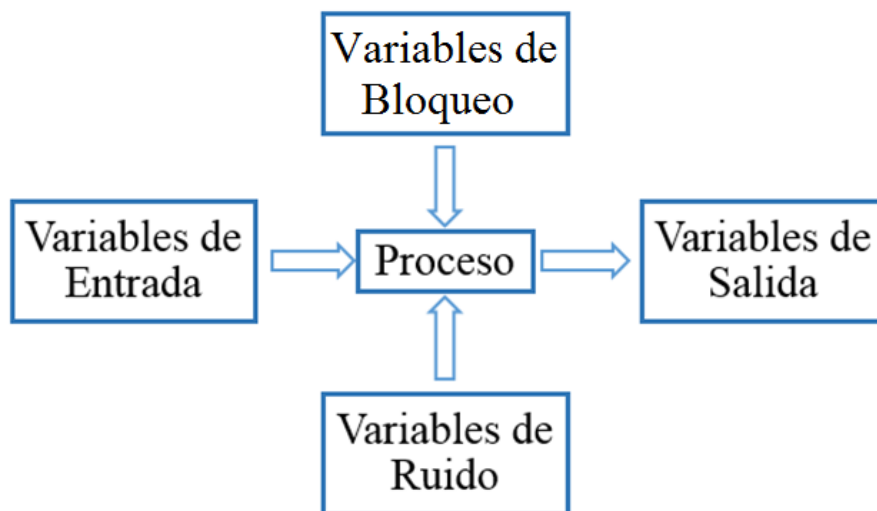 Variables de
Bloqueo
Variables de
Entrada
Proceso
Variables de
Salida
Variables de
Ruido